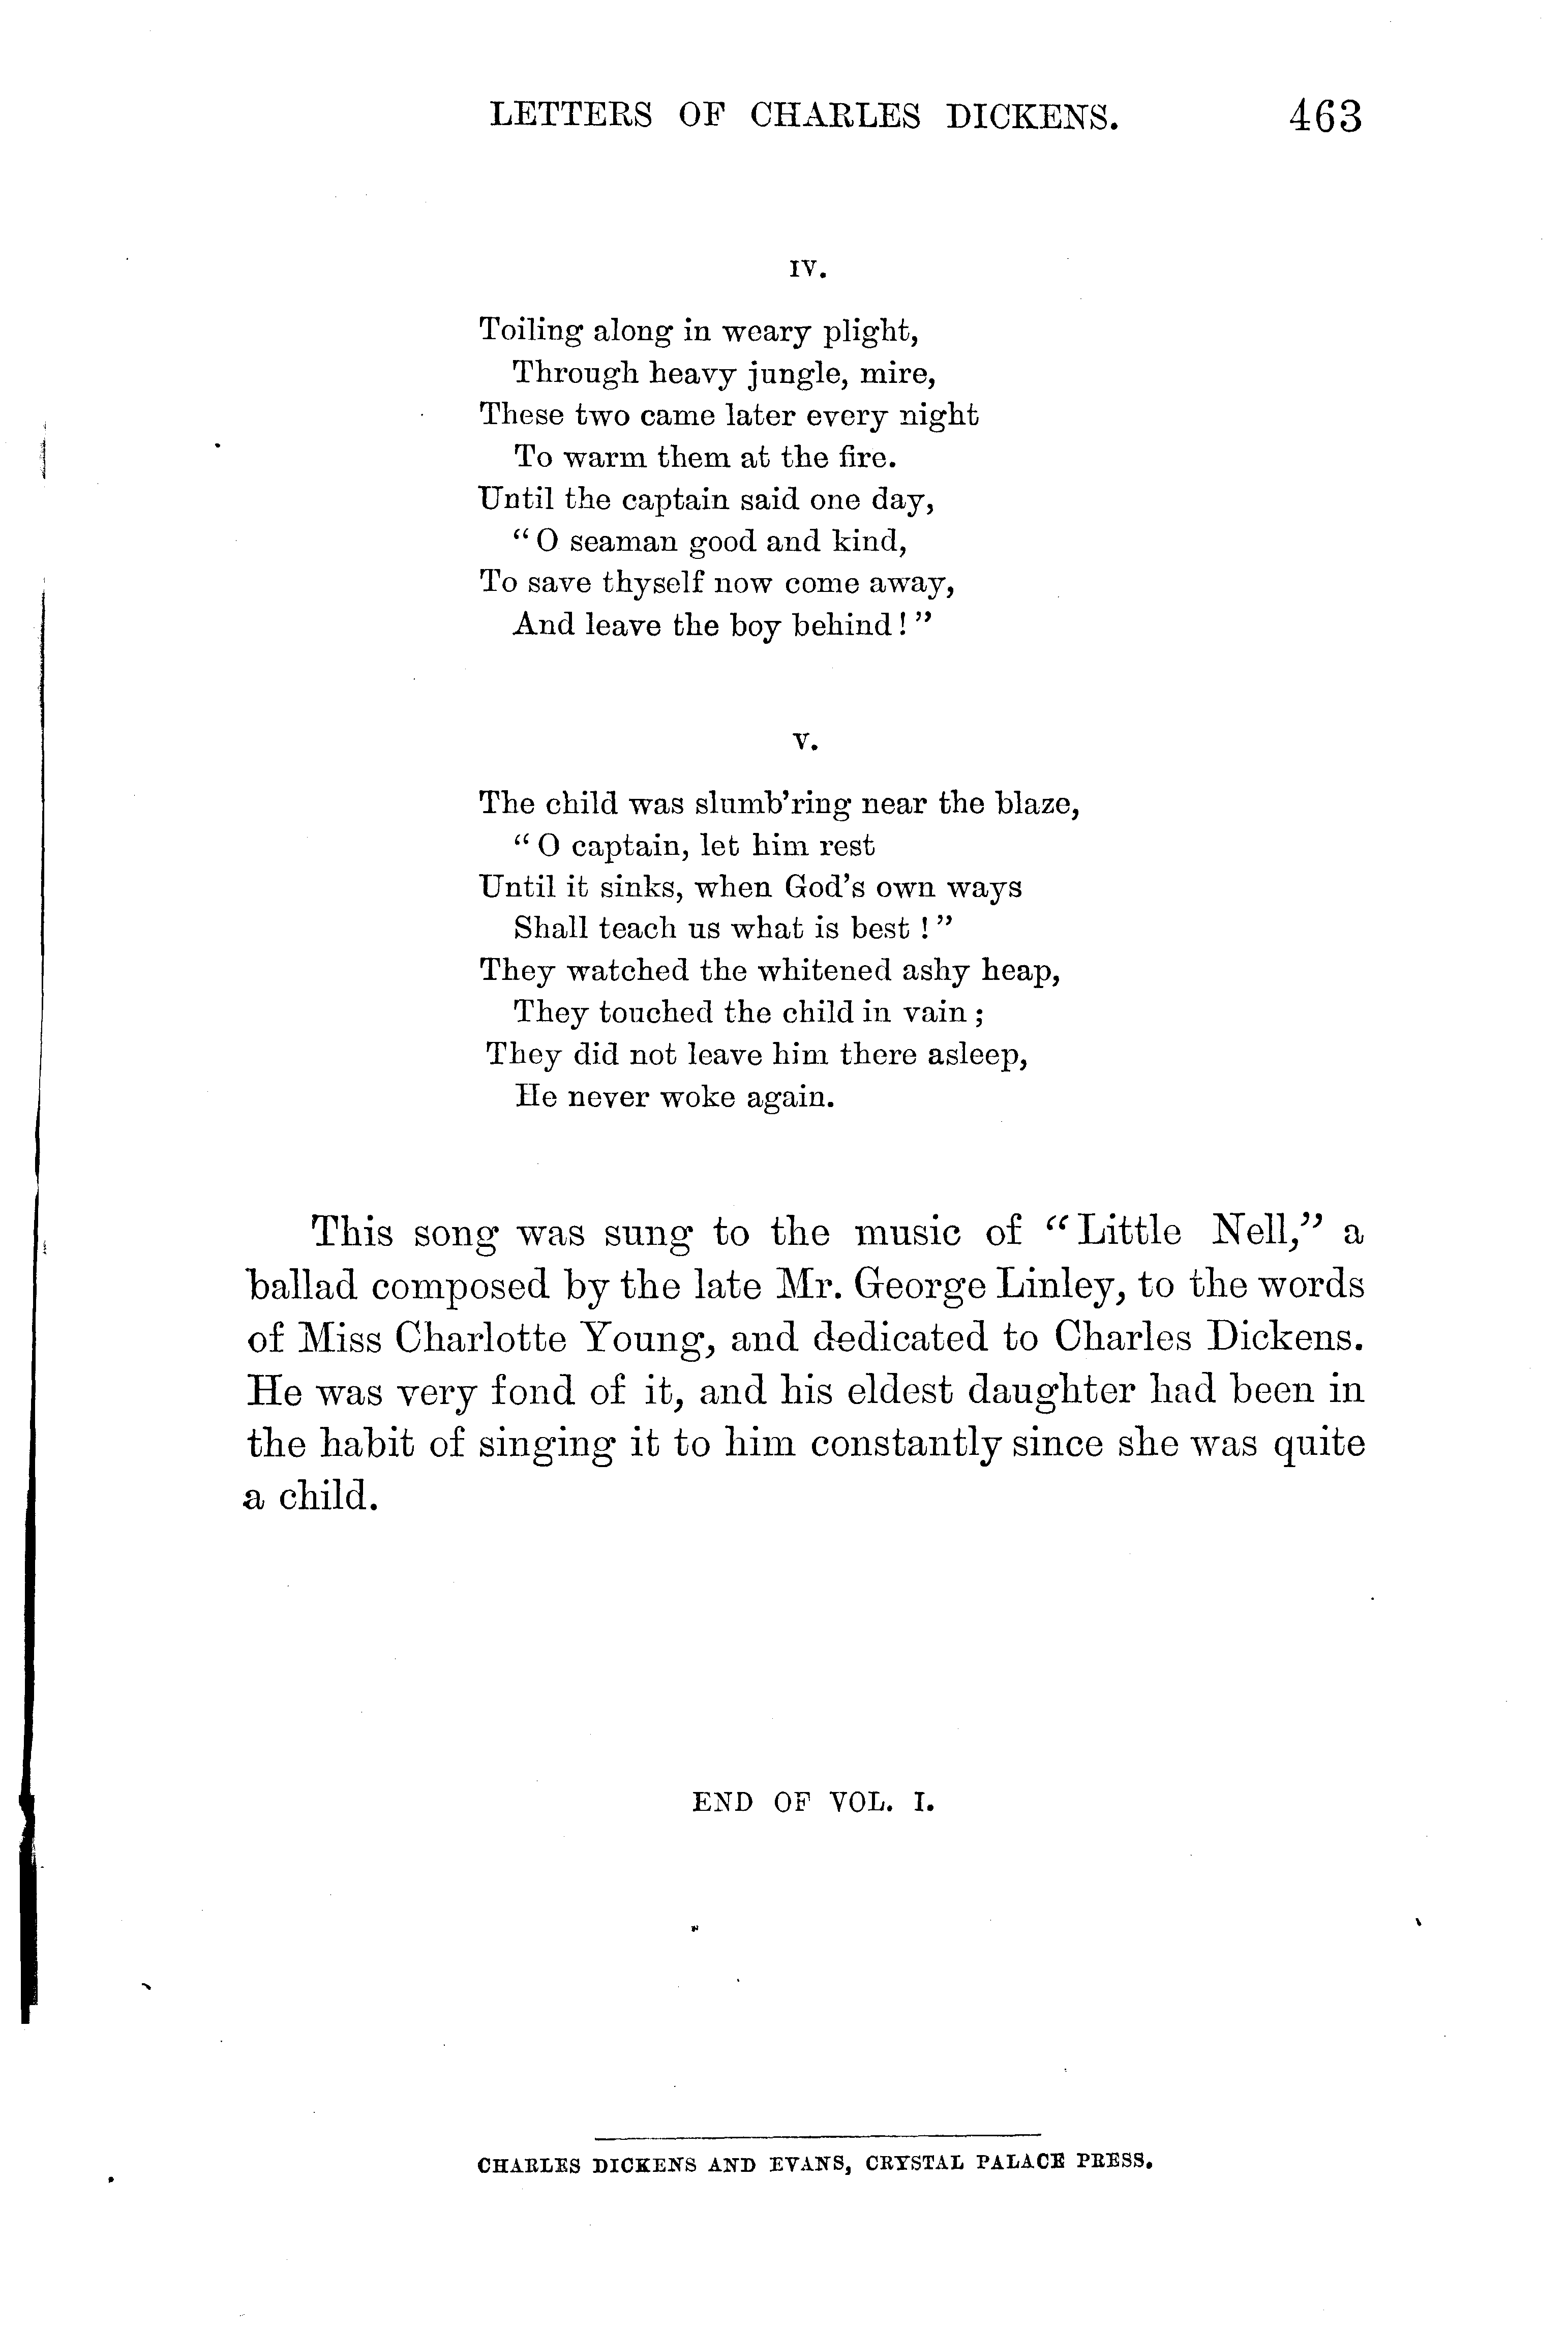 LETTERS OF CHARLES DICKENS. 463
IV.
Toiling along in weary plight,
Through heavy jungle, mire,
These two came later every night
To warm them at the fire.
Until the captain said one day,
“ O seaman good and kind,
To save thyself now come away,
And leave the boy behind! ”
V.
The child was slumb’ring near the blaze,
“ O captain, let him rest
Until it sinks, when God’s own ways
Shall teach us what is best ! ”
They watched the whitened ashy heap,
They touched the child in vain ;
They did not leave him there asleep,
He never woke again.
This song was sung to the music of “Little Nell,” a
ballad composed by the late Mr. George Linley, to the words
of Miss Charlotte Young, and dedicated to Charles Dickens.
He was very fond of it, and his eldest daughter had been in
the habit of singing it to him constantly since she was quite
a child.
END OF VOL. I.
CHARLES DICKENS AND EVANS, CRYSTAL PALACE PRESS.